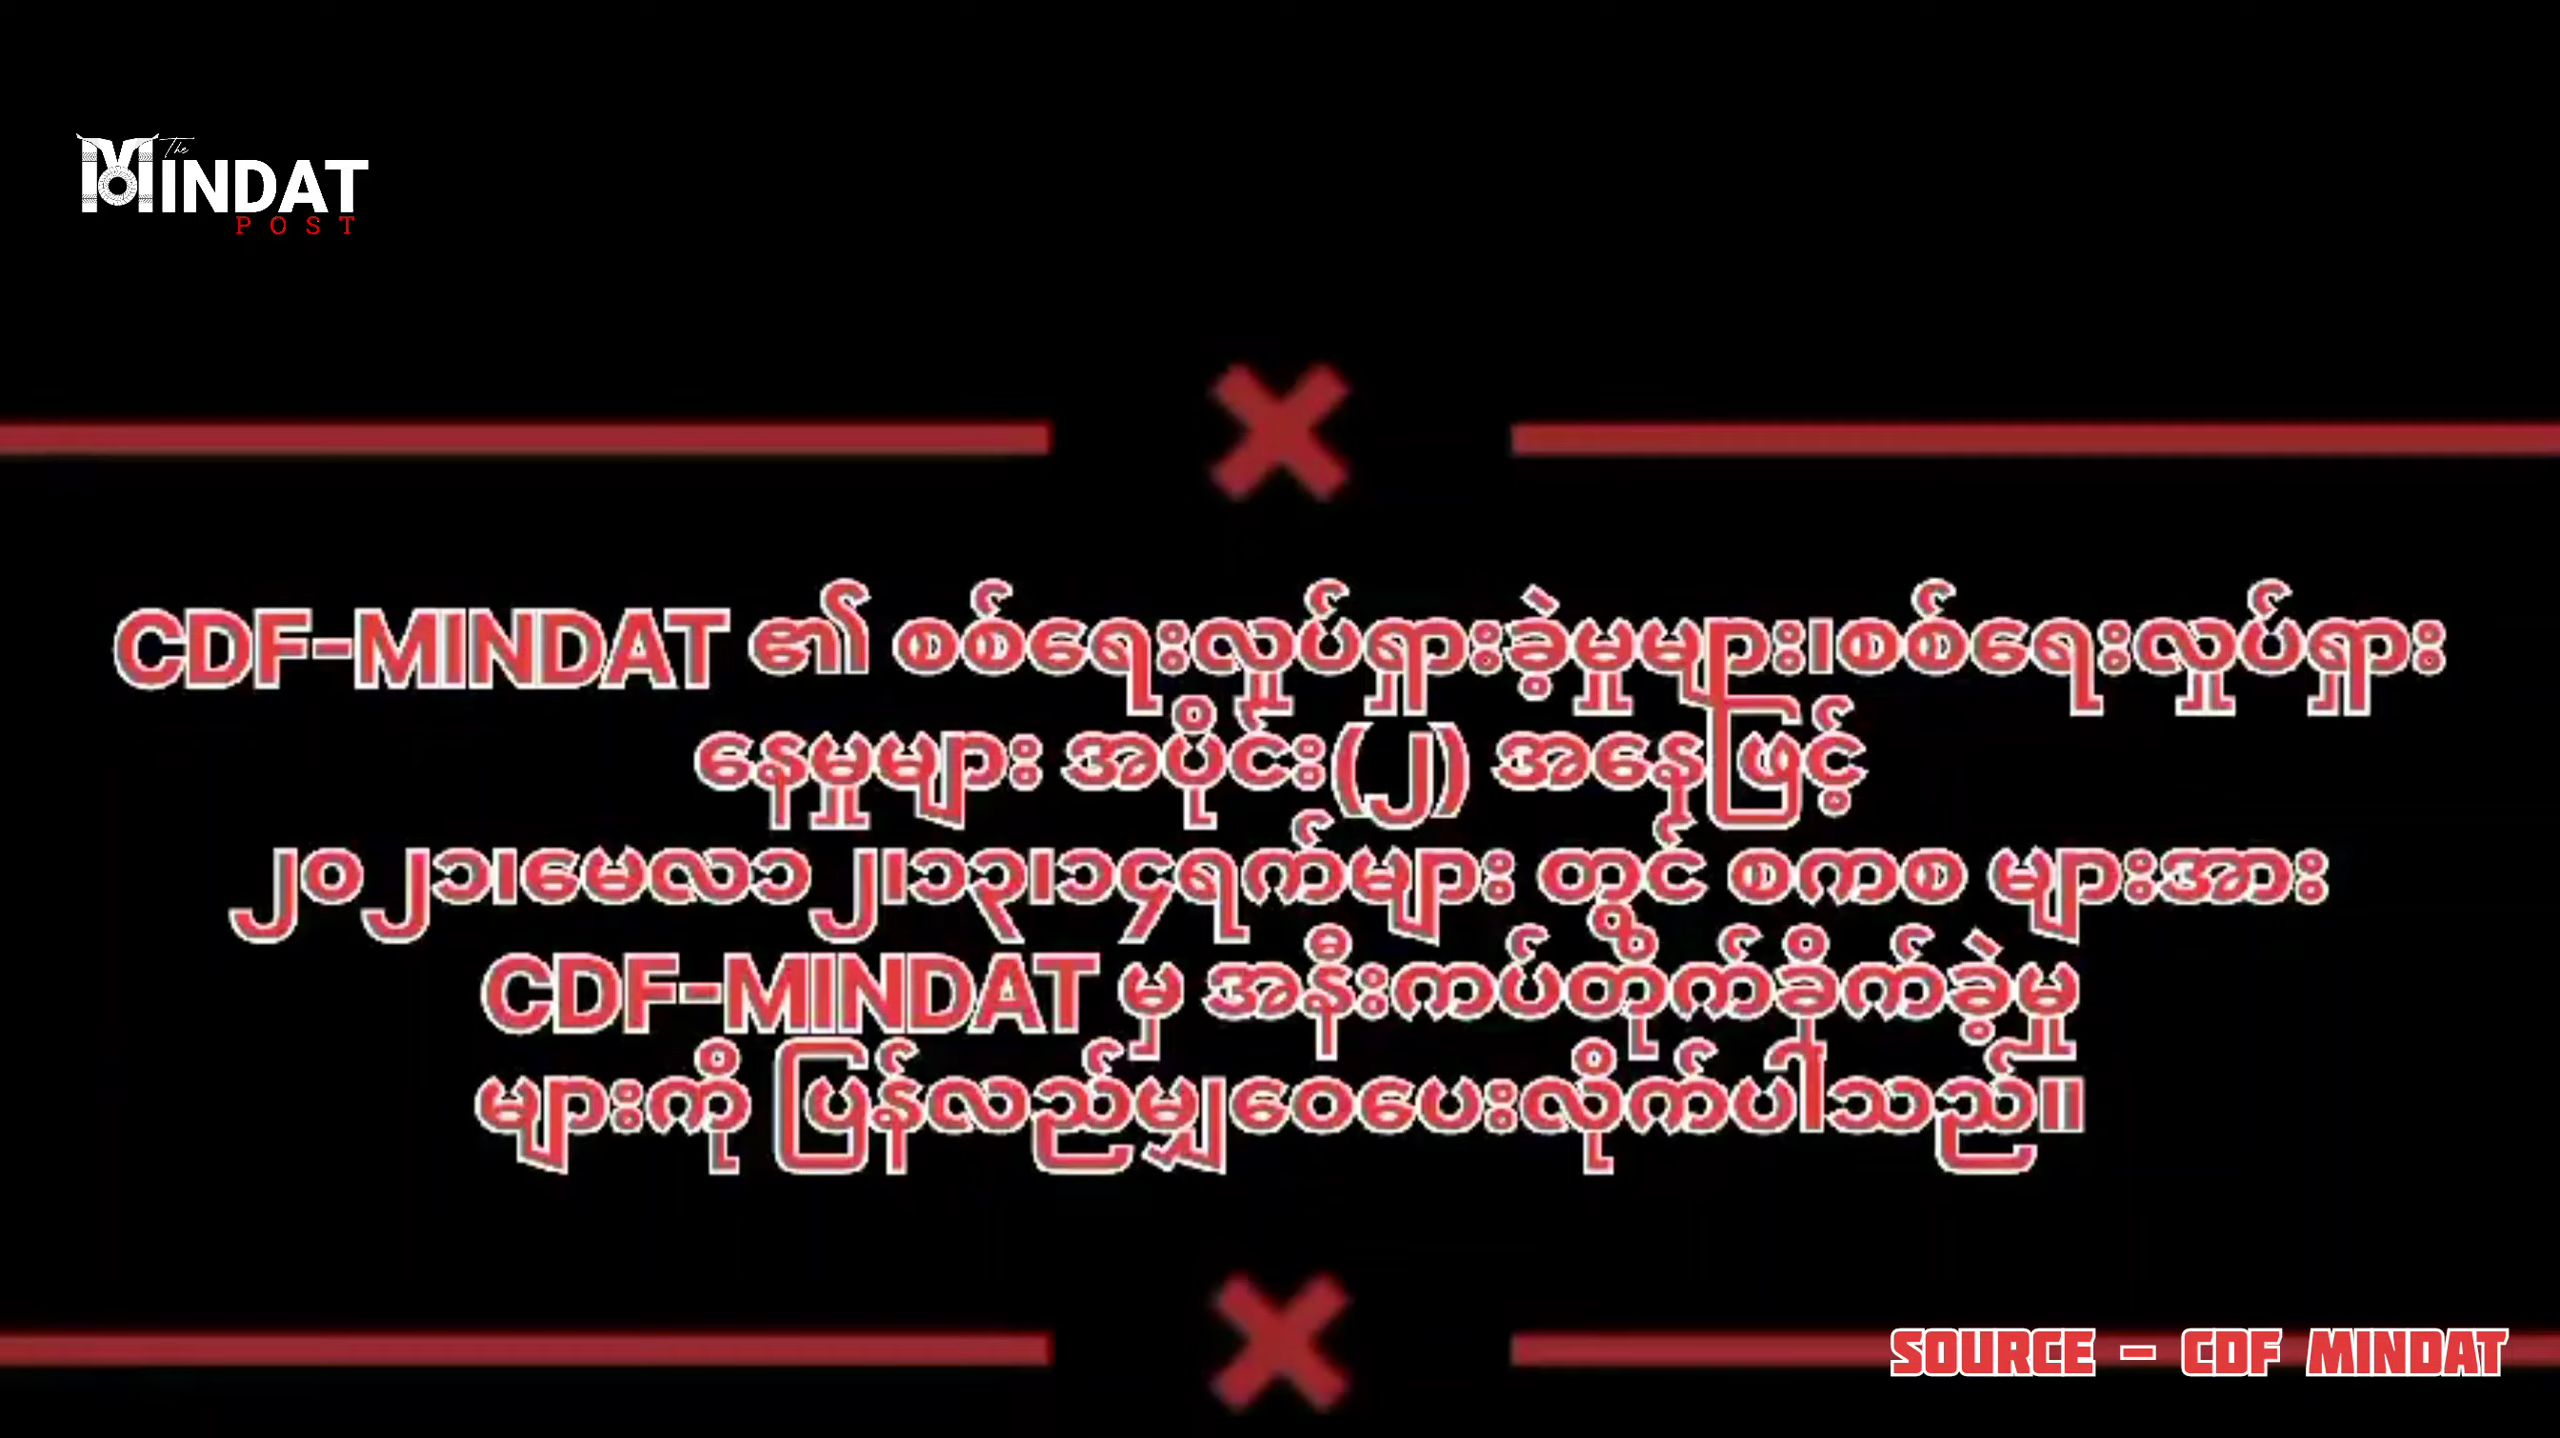 The
MINDAT
POST
CDF-MINDAT ၏ စစ်ရေးလှုပ်ရှားခဲ့မှုများ၊စစ်ရေးလှုပ်ရှား
နေမှုများ အပိုင်း(၂) အနေဖြင့်
၂၀၂၁၊မေလ၁၂၊၁၃၊၁၄ရက်များ တွင် စကစ များအား
CDF-MINDAT မှ အနီးကပ်တိုက်ခိုက်ခဲ့မှု
များကို ပြန်လည်မျှဝေပေးလိုက်ပါသည်။
SOURCE - CDF MINDAT